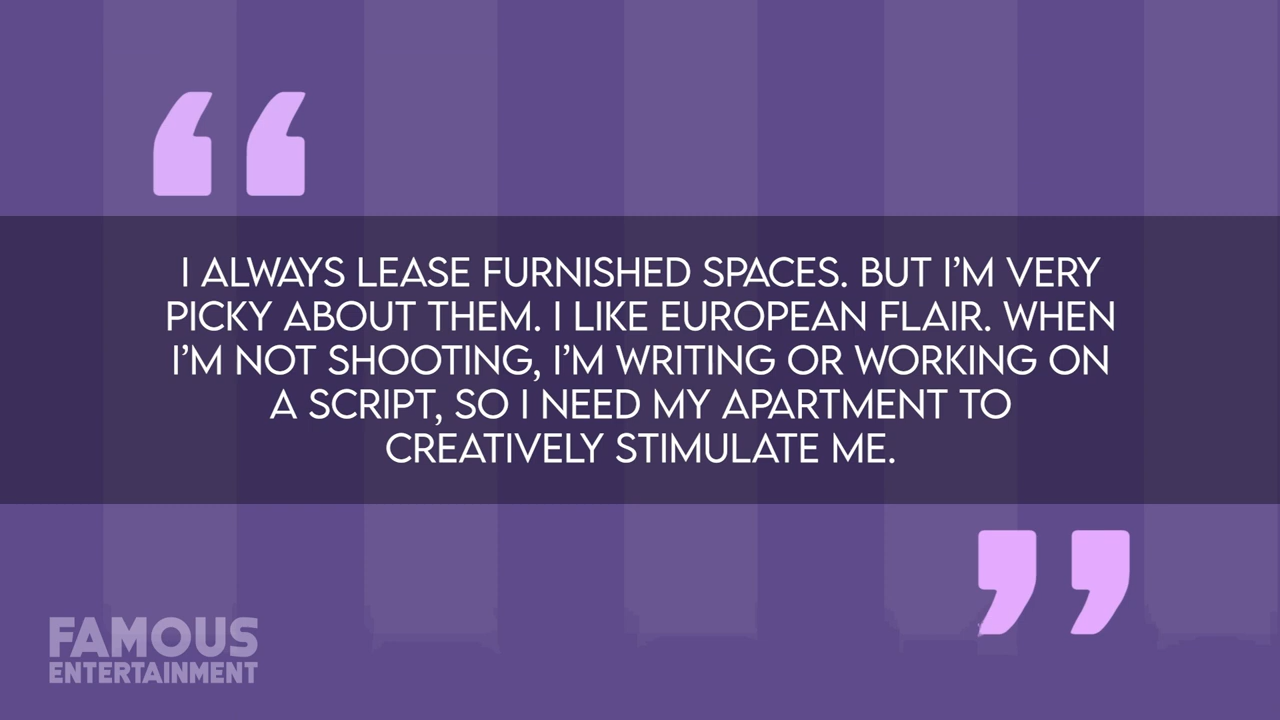 I ALWAYS LEASE FURNISHED SPACES. BUT I’M VERY
PICKY ABOUT THEM. I LIKE EUROPEAN FLAIR. WHEN
I’M NOT SHOOTING, I’M WRITING OR WORKING ON
A SCRIPT, SO I NEED MY APARTMENT TO
CREATIVELY STIMULATE ME.
FAMOUS
ENTERTAINMENT